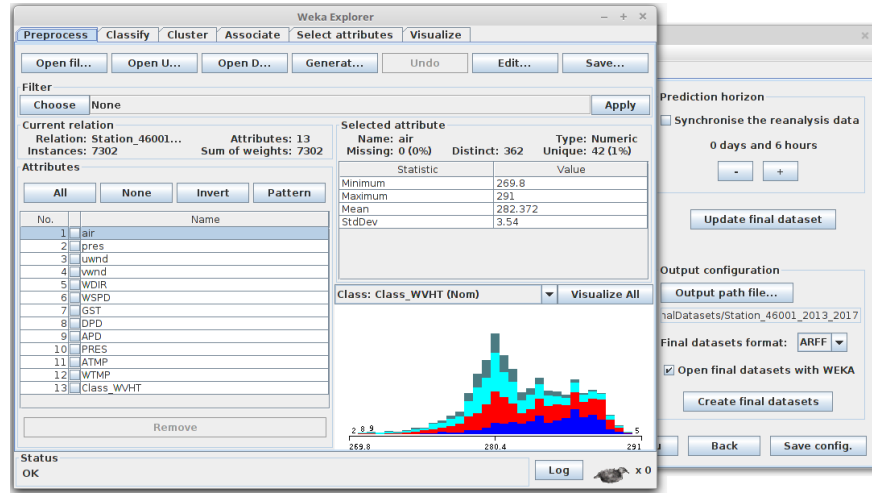 Weka Explorer
Preprocess Classify Cluster Associate Select attributes Visualize
Open fil... Open U... Open D... Generat... Undo Edit... Save...
Filter
Choose None Apply
Current relation
Relation: Station_46001... Attributes: 13
Instances: 7302 Sum of weights: 7302
Attributes
All None Invert Pattern
No. Name
1 air
2 pres
3 uwnd
4 vwnd
5 WDIR
6 WSPD
7 GST
8 DPD
9 APD
10 PRES
11 ATMP
12 WTMP
13 Class_WVHT
Remove
Selected attribute
Name: air Type: Numeric
Missing: 0 (0%) Distinct: 362 Unique: 42 (1%)
Statistic Value
Minimum 269.8
Maximum 291
Mean 282.372
StdDev 3.54
Class: Class_WVHT (Nom) Visualize All
2 8 9 5
269.8 280.4 291
Status
OK
Log x 0
Prediction horizon
Synchronise the reanalysis data
0 days and 6 hours
- +
Update final dataset
Output configuration
Output path file...
nalDatasets/Station_46001_2013_2017
Final datasets format: ARFF
Open final datasets with WEKA
Create final datasets
Back Save config.